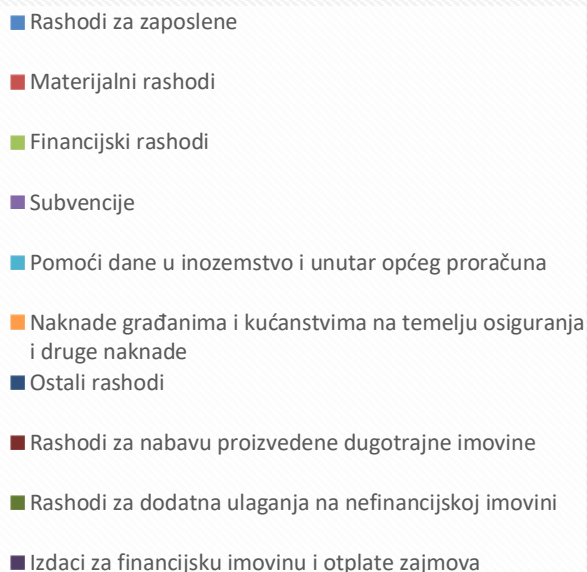 Rashodi za zaposlene
Materijalni rashodi
Financijski rashodi
Subvencije
Pomoći dane u inozemstvo i unutar općeg proračuna
Naknade građanima i kućanstvima na temelju osiguranja
i druge naknade
Ostali rashodi
Rashodi za nabavu proizvedene dugotrajne imovine
Rashodi za dodatna ulaganja na nefinancijskoj imovini
Izdaci za financijsku imovinu i otplate zajmova